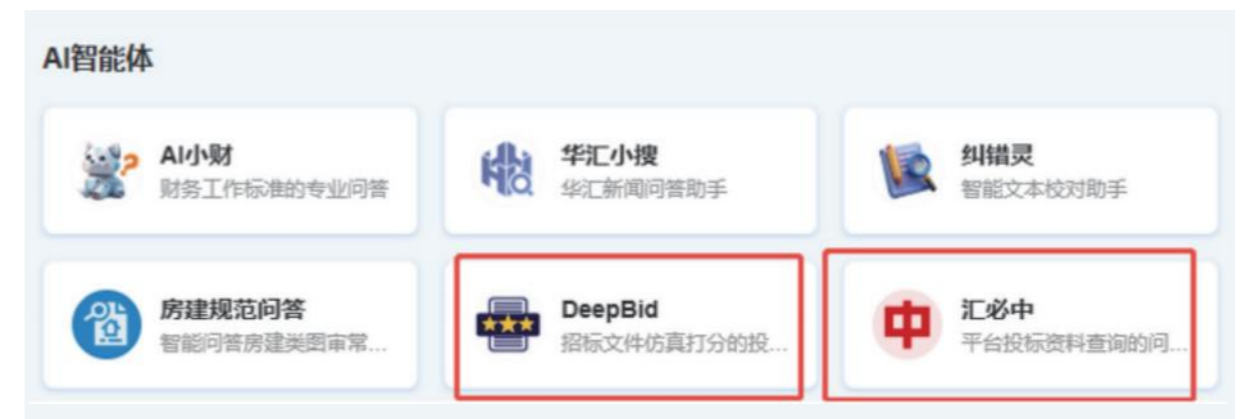 AI智能体
AI小财
财务工作标准的专业问答
华汇小搜
华汇新闻问答助手
纠错灵
智能文本校对助手
房建规范问答
智能问答房建类图审常...
DeepBid
招标文件仿真打分的投...
中
汇必中
平台投标资料查询的问...